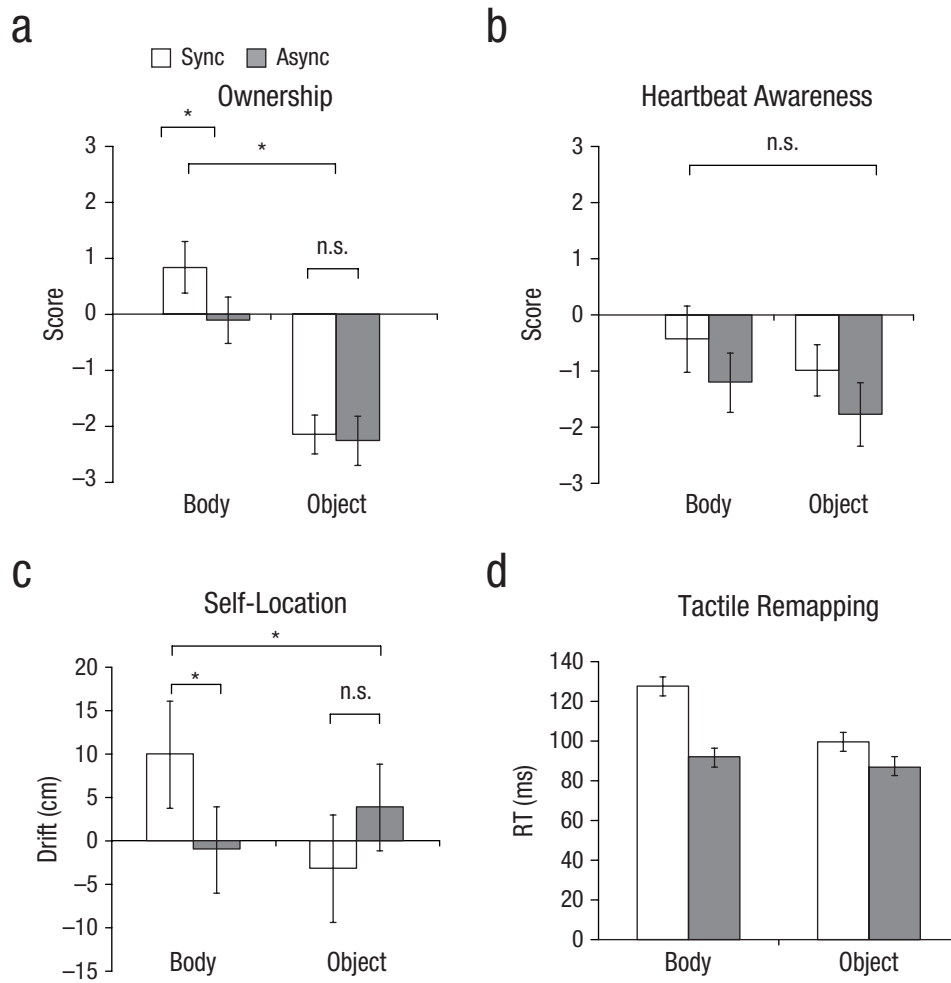 a
Sync Async
Ownership
*
*
n.s.
3
2
1
0
–1
–2
–3
Score
Body Object
b
Heartbeat Awareness
n.s.
3
2
1
0
–1
–2
–3
Score
Body Object
c
Self-Location
*
*
n.s.
20
15
10
5
0
–5
–10
–15
Drift (cm)
Body Object
d
Tactile Remapping
140
120
100
80
60
40
20
0
RT (ms)
Body Object